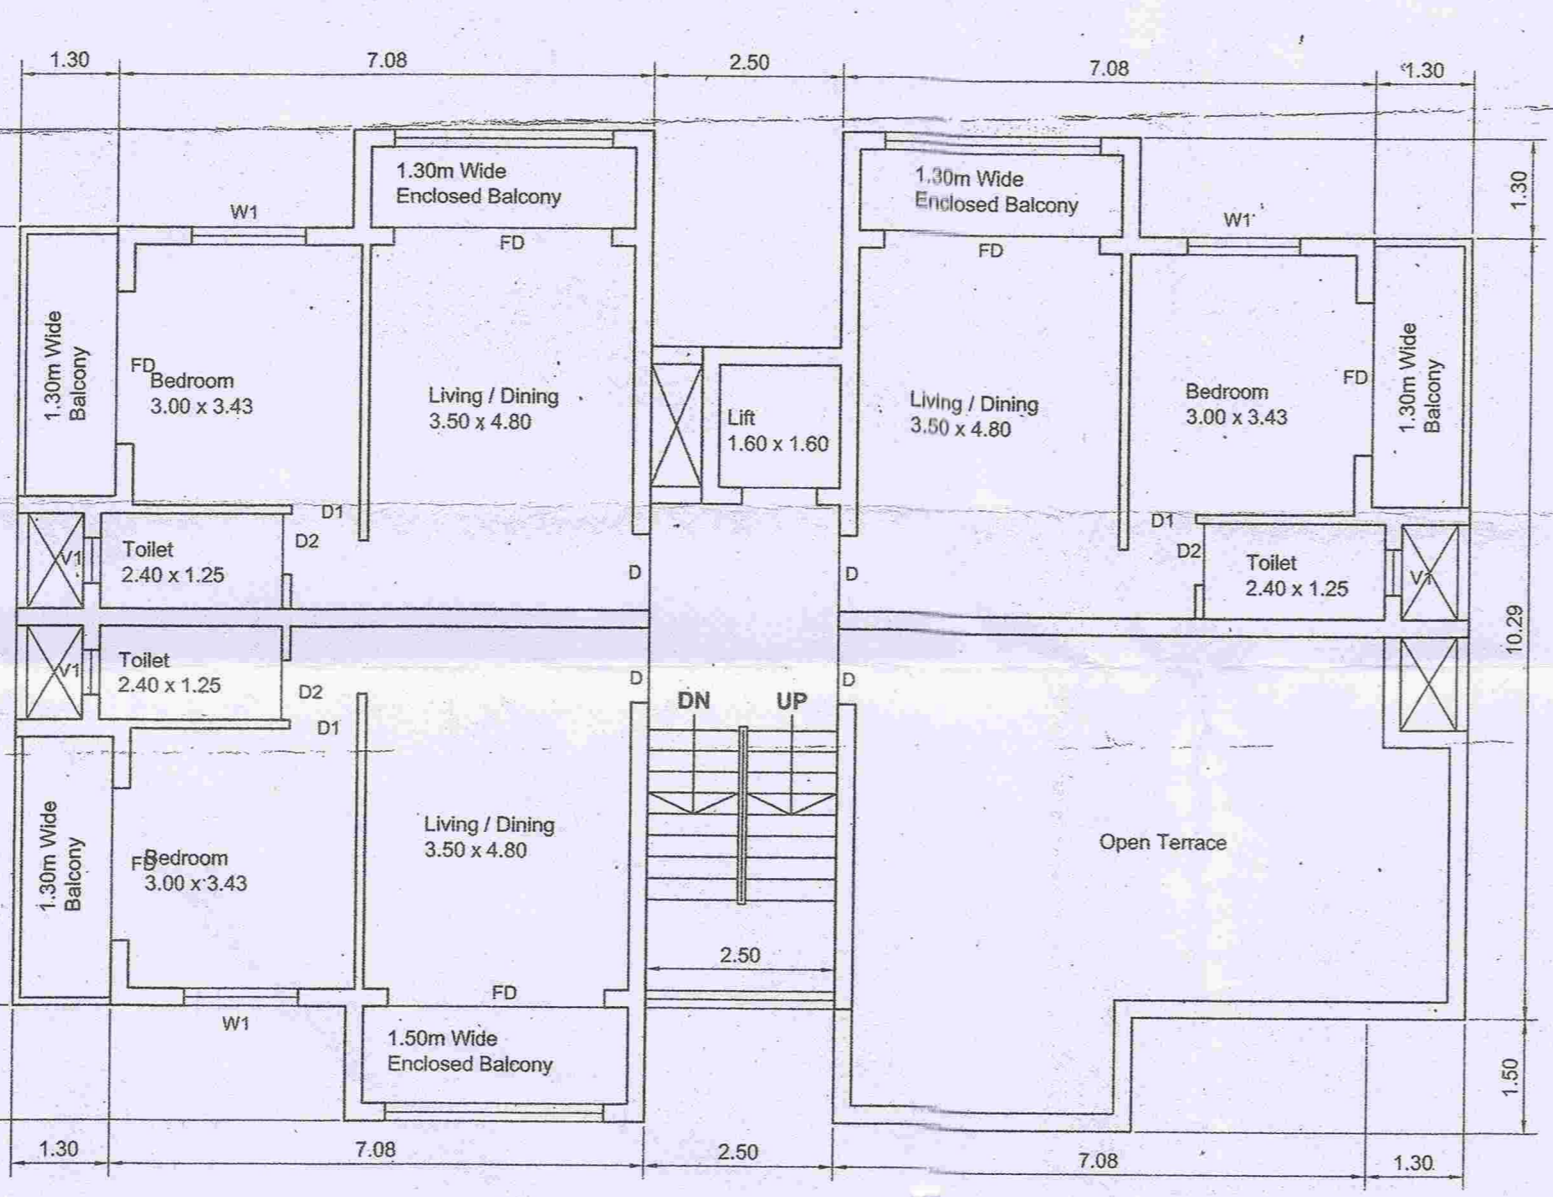 1.30
7.08
2.50
7.08
1.30
1.30m Wide
Enclosed Balcony
1.30m Wide
Enclosed Balcony
1.30
W1
FD
FD
W1
1.30m Wide
Balcony
FD
Bedroom
3.00 x 3.43
Living / Dining
3.50 x 4.80
Lift
1.60 x 1.60
Living / Dining
3.50 x 4.80
Bedroom
3.00 x 3.43
FD
1.30m Wide
Balcony
D1
D2
D1
D2
V1
Toilet
2.40 x 1.25
D
D
Toilet
2.40 x 1.25
V1
10.29
V1
Toilet
2.40 x 1.25
D2
D1
D
D
DN
UP
1.30m Wide
Balcony
FD
Bedroom
3.00 x 3.43
Living / Dining
3.50 x 4.80
Open Terrace
2.50
FD
W1
1.50m Wide
Enclosed Balcony
1.50
1.30
7.08
2.50
7.08
1.30